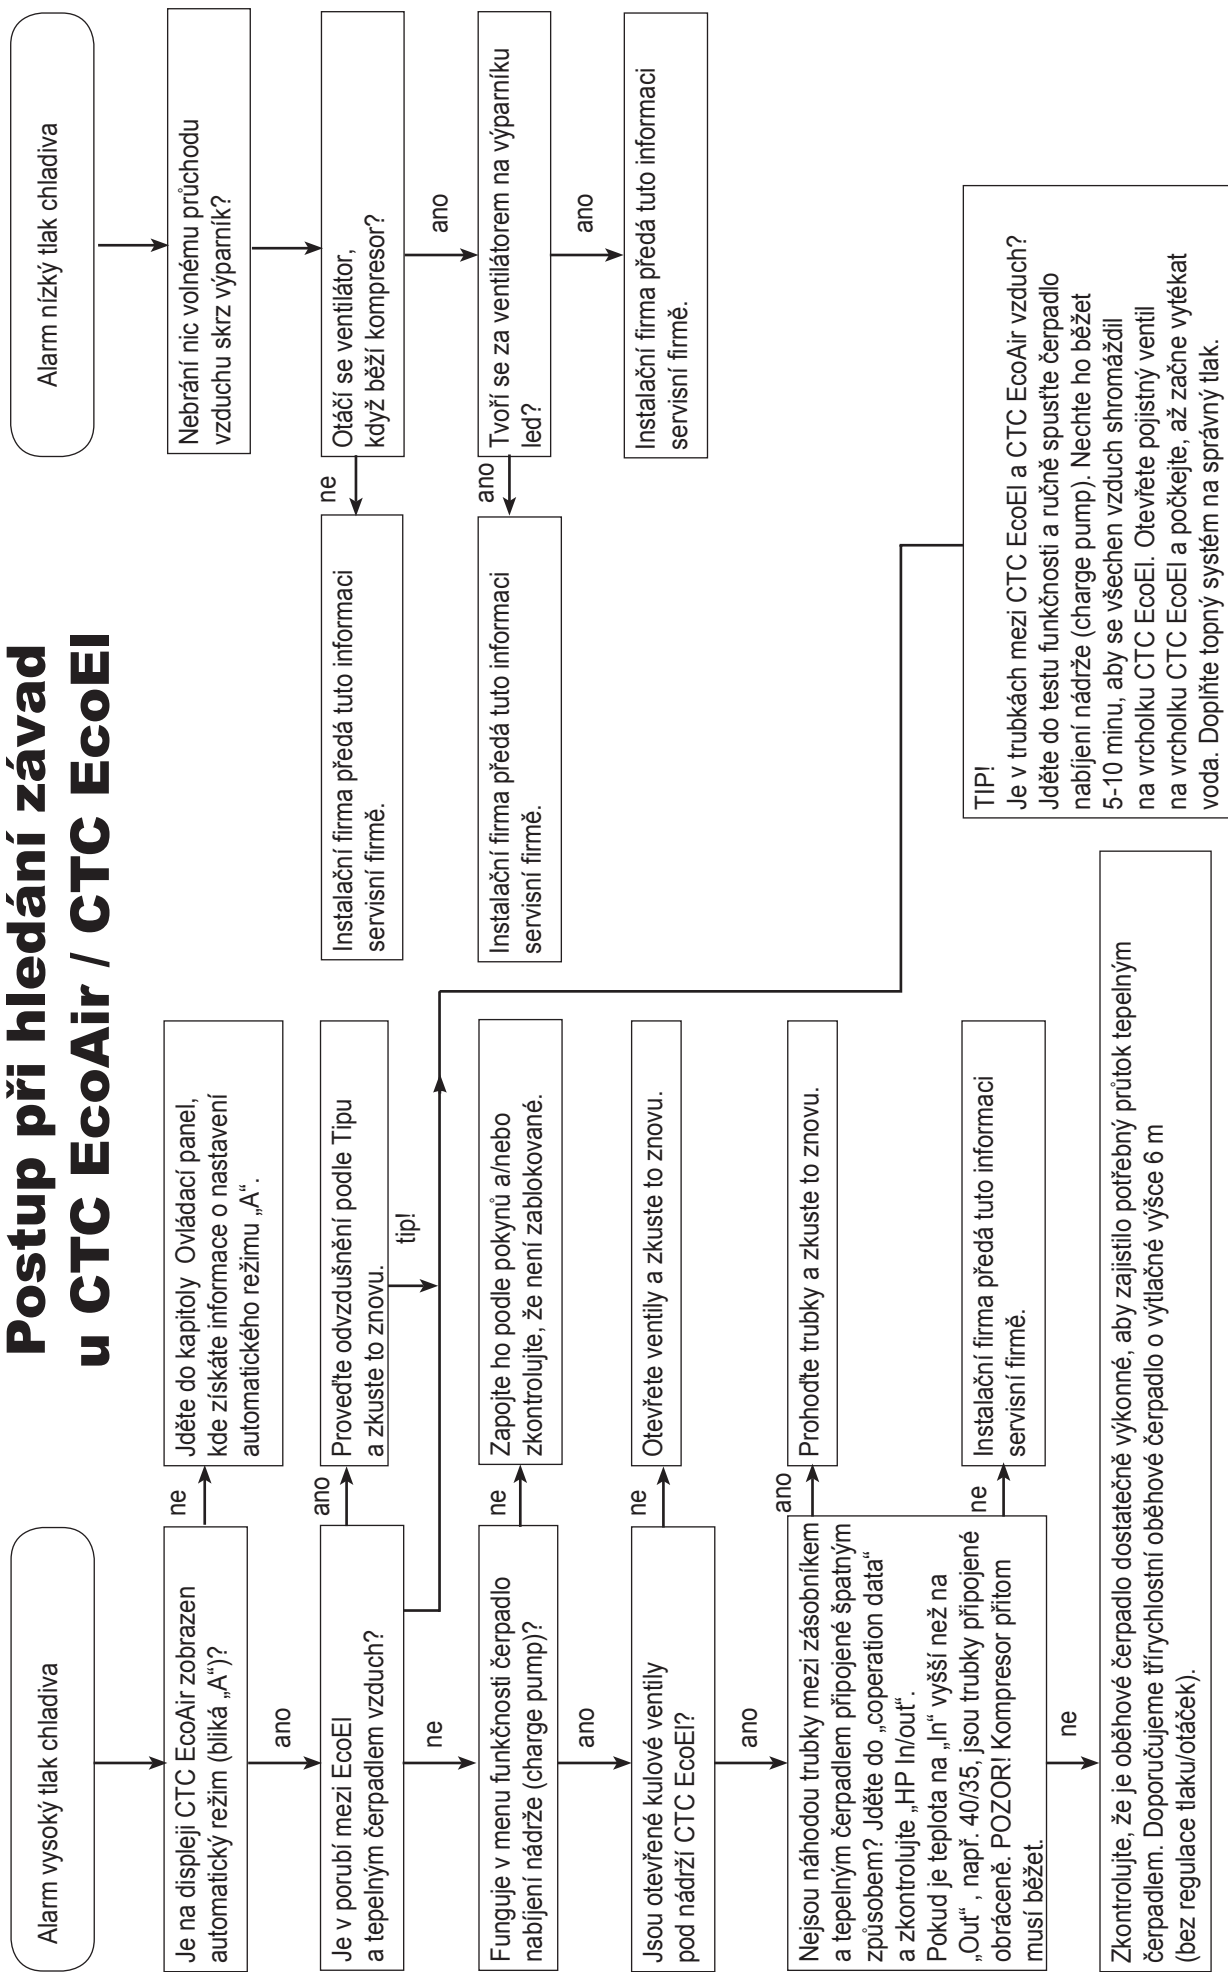 Postup při hledání závad
u CTC EcoAir / CTC EcoEl
Alarm vysoký tlak chladiva
Je na displeji CTC EcoAir zobrazen
automatický režim (bliká „A“)?
ne
Jděte do kapitoly Ovládací panel,
kde získáte informace o nastavení
automatického režimu „A“.
ano
Je v porubí mezi EcoEl
a tepelným čerpadlem vzduch?
ano
Proveďte odvzdušnění podle Tipu
a zkuste to znovu.
tip!
ne
Funguje v menu funkčnosti čerpadlo
nabíjení nádrže (charge pump)?
ne
Zapojte ho podle pokynů a/nebo
zkontrolujte, že není zablokované.
ano
Jsou otevřené kulové ventily
pod nádrží CTC EcoEl?
ne
Otevřete ventily a zkuste to znovu.
ano
Nejsou náhodou trubky mezi zásobníkem
a tepelným čerpadlem připojené špatným
způsobem? Jděte do „coperation data“
a zkontrolujte „HP In/out“.
Pokud je teplota na „In“ vyšší než na
„Out“ , např. 40/35, jsou trubky připojené
obráceně. POZOR! Kompresor přitom
musí běžet.
ano
Prohoďte trubky a zkuste to znovu.
ne
Instalační firma předá tuto informaci
servisní firmě.
ne
Zkontrolujte, že je oběhové čerpadlo dostatečně výkonné, aby zajistilo potřebný průtok tepelným
čerpadlem. Doporučujeme třírychlostní oběhové čerpadlo o výtlačné výšce 6 m
(bez regulace tlaku/otáček).
Alarm nízký tlak chladiva
Nebrání nic volnému průchodu
vzduchu skrz výparník?
Otáčí se ventilátor,
když běží kompresor?
ne
Instalační firma předá tuto informaci
servisní firmě.
ano
Tvoří se za ventilátorem na výparníku
led?
ano
Instalační firma předá tuto informaci
servisní firmě.
ano
Instalační firma předá tuto informaci
servisní firmě.
TIP!
Je v trubkách mezi CTC EcoEl a CTC EcoAir vzduch?
Jděte do testu funkčnosti a ručně spusťte čerpadlo
nabíjení nádrže (charge pump). Nechte ho běžet
5-10 minu, aby se všechen vzduch shromáždil
na vrcholku CTC EcoEl. Otevřete pojistný ventil
na vrcholku CTC EcoEl a počkejte, až začne vytékat
voda. Doplňte topný systém na správný tlak.